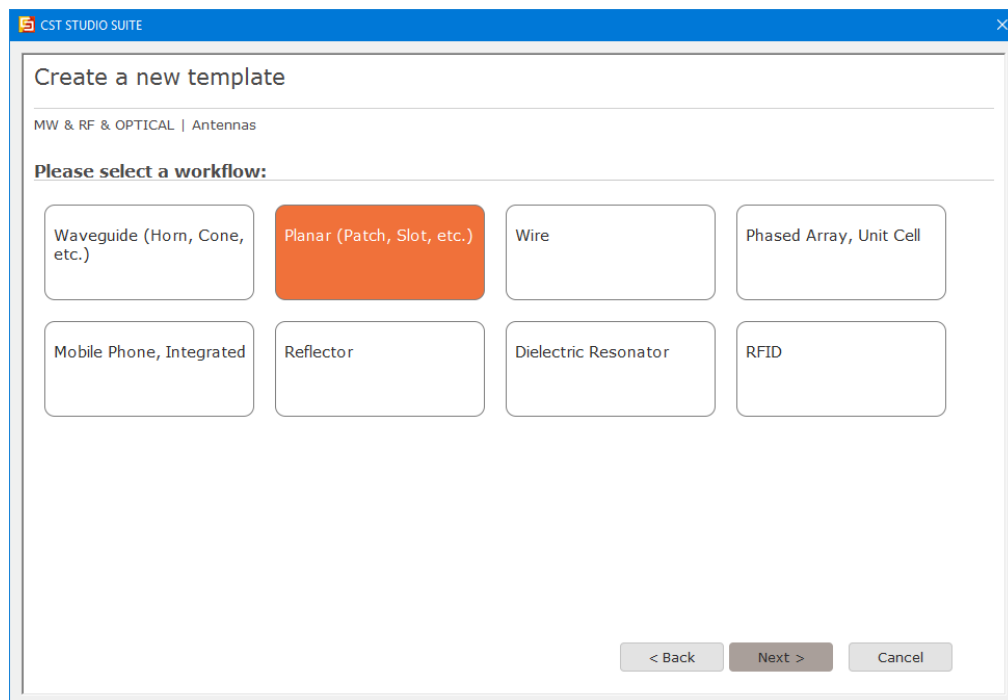 CST STUDIO SUITE
Create a new template
MW & RF & OPTICAL | Antennas
Please select a workflow:
Waveguide (Horn, Cone,
etc.)
Planar (Patch, Slot, etc.)
Wire
Phased Array, Unit Cell
Mobile Phone, Integrated
Reflector
Dielectric Resonator
RFID
< Back
Next >
Cancel